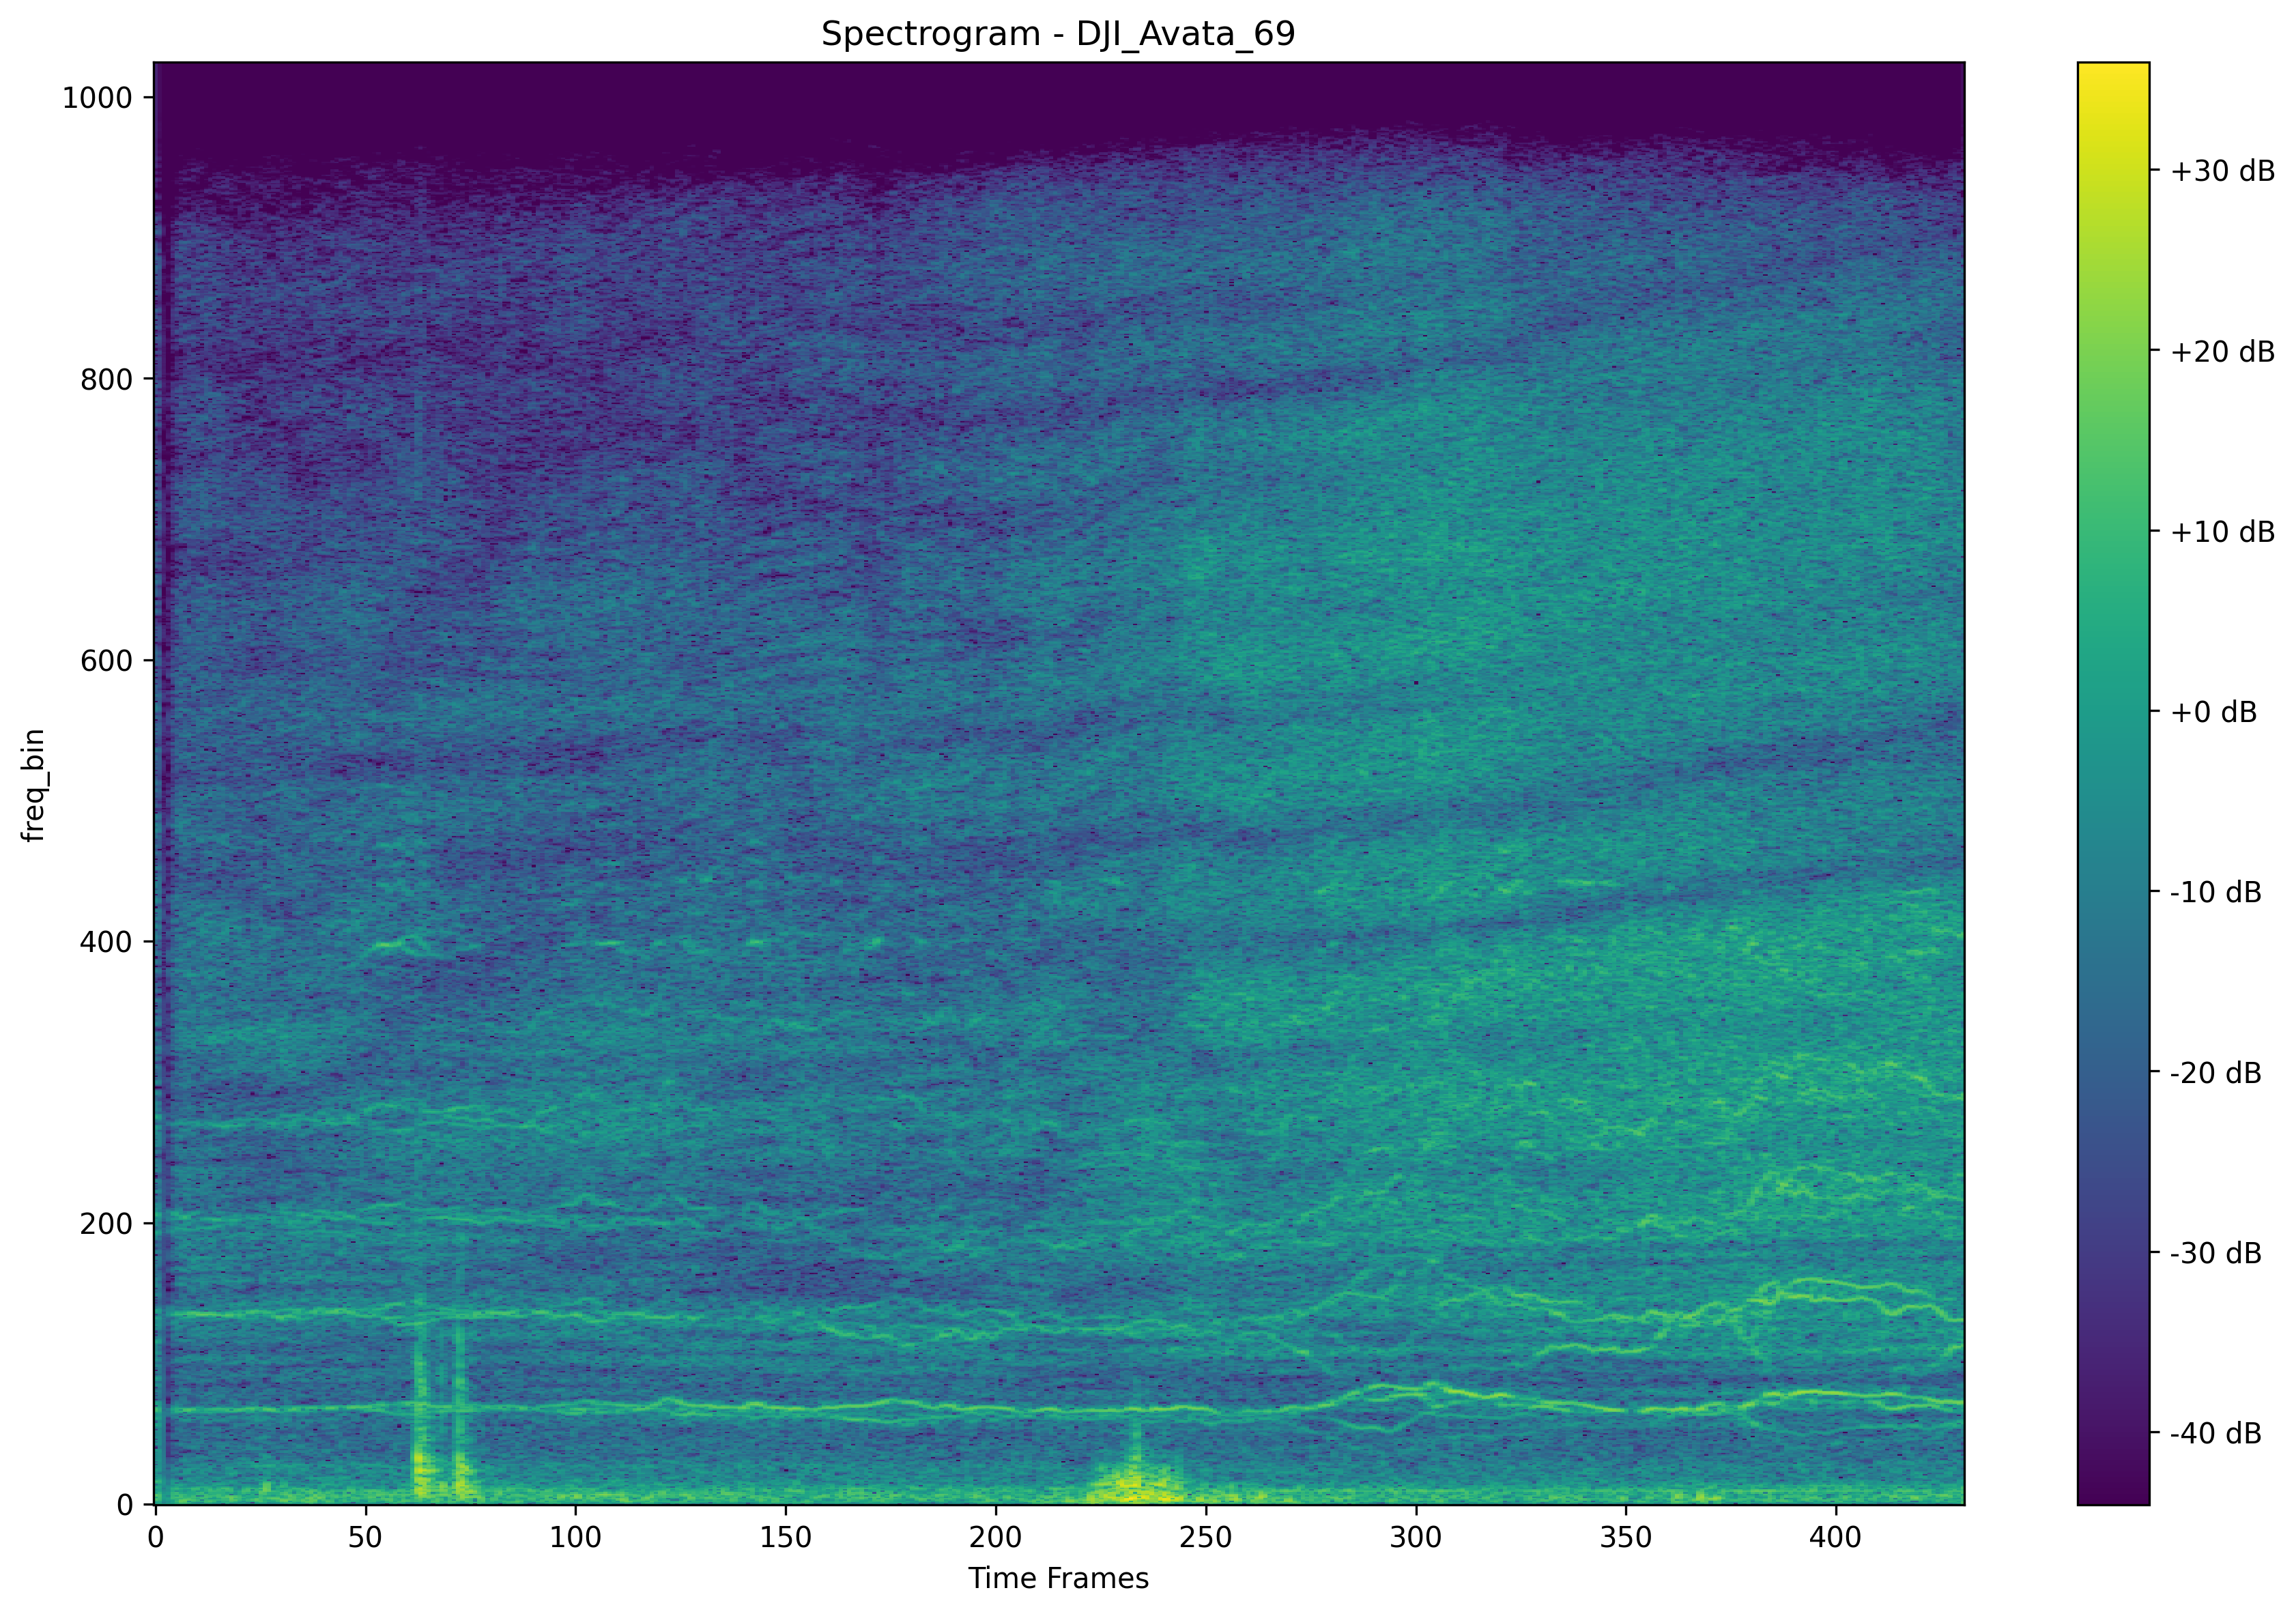 Spectrogram - DJI_Avata_69
1000
800
600
400
200
0
freq_bin
0 50 100 150 200 250 300 350 400
Time Frames
+30 dB
+20 dB
+10 dB
+0 dB
-10 dB
-20 dB
-30 dB
-40 dB